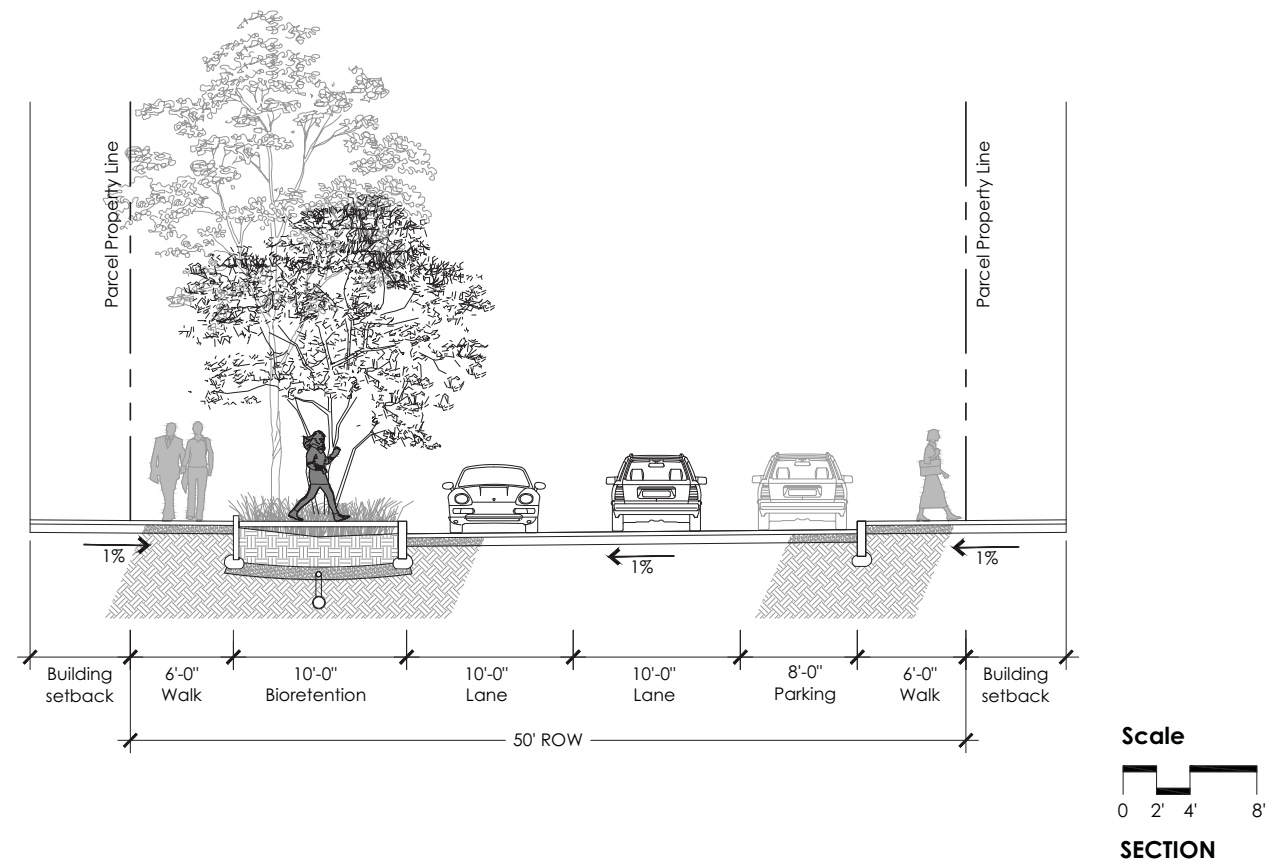 Parcel Property Line
Parcel Property Line
1%
1%
1%
Building
setback
6'-0"
Walk
10'-0"
Bioretention
10'-0"
Lane
10'-0"
Lane
8'-0"
Parking
6'-0"
Walk
Building
setback
50' ROW
Scale
0 2' 4' 8'
SECTION